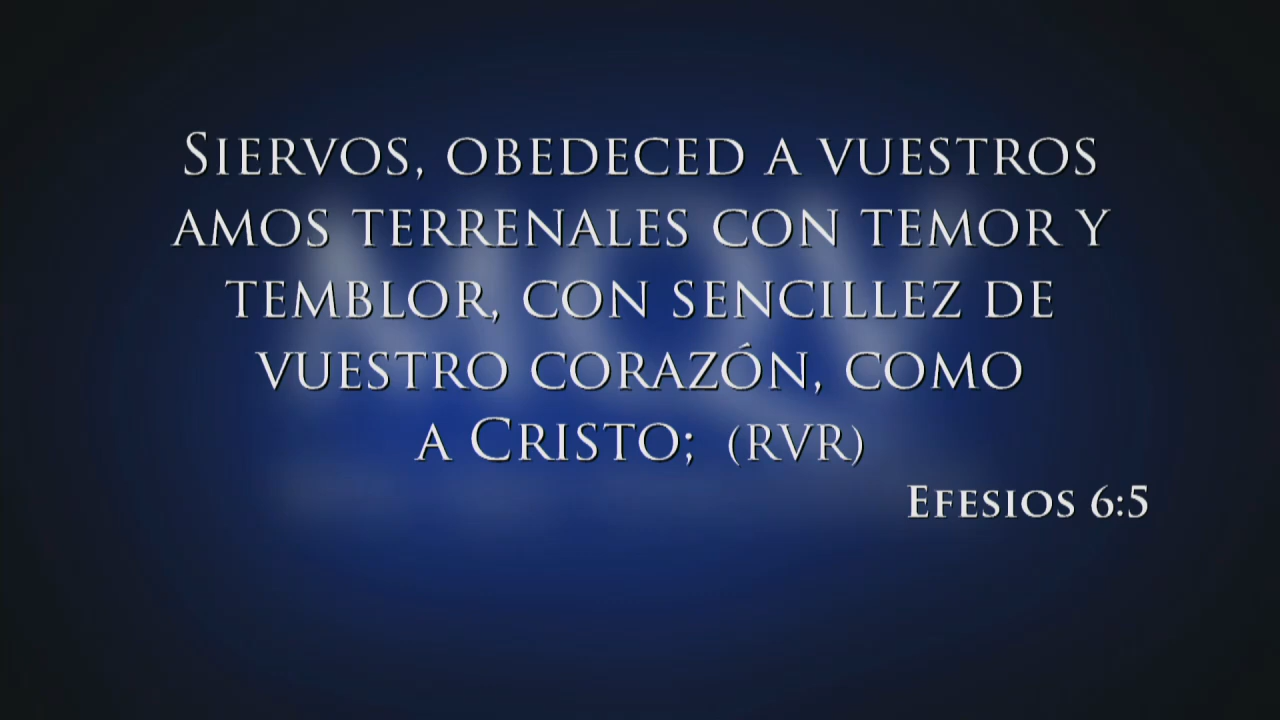 Siervos, obedeced a vuestros
amos terrenales con temor y
temblor, con sencillez de
vuestro corazón, como
a Cristo; (RVR)
Efesios 6:5